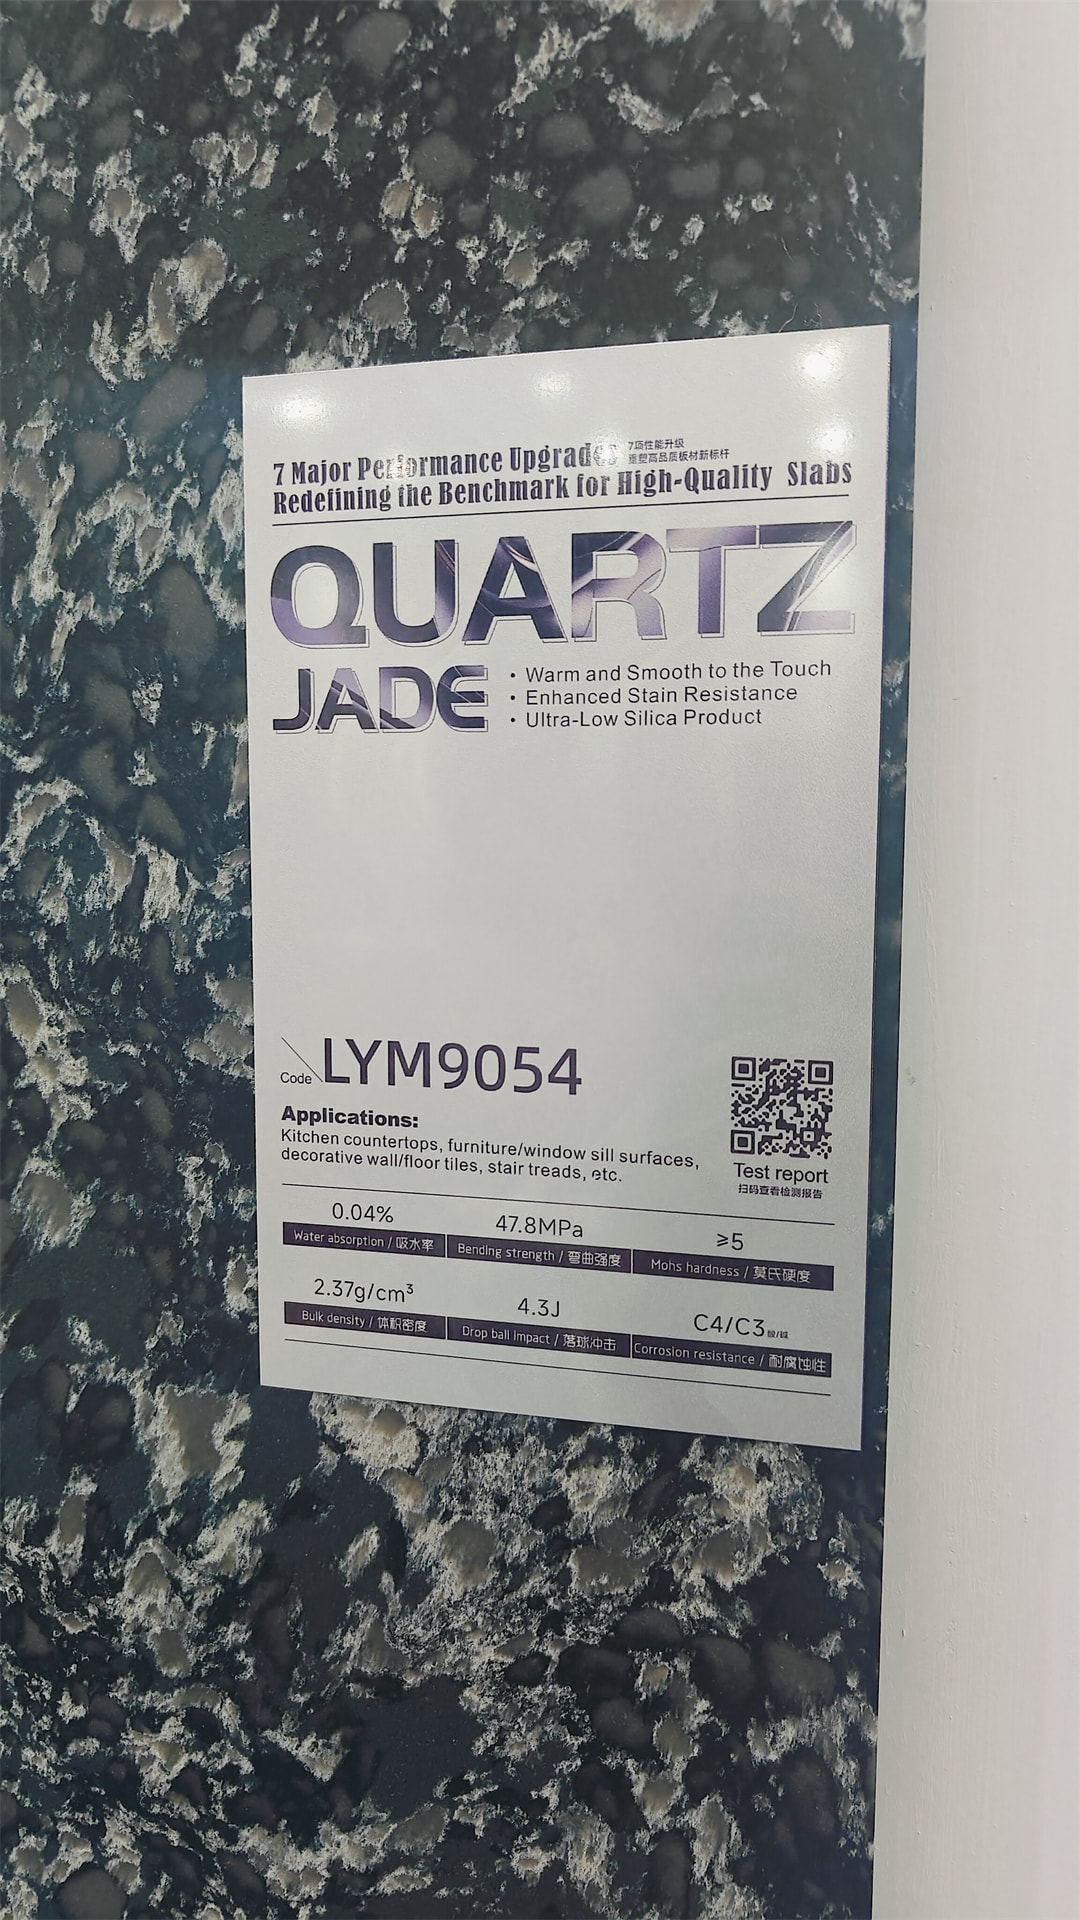 7 Major Performance Upgrades
7项性能升级
重塑高品质板材新标杆
Redefining the Benchmark for High-Quality Slabs
QUARTZ
JADE
• Warm and Smooth to the Touch
• Enhanced Stain Resistance
• Ultra-Low Silica Product
Code LYM9054
Applications:
Kitchen countertops, furniture/window sill surfaces,
decorative wall/floor tiles, stair treads, etc.
Test report
扫码查看检测报告
0.04% 47.8MPa ≥5
Water absorption / 吸水率 Bending strength / 弯曲强度 Mohs hardness / 莫氏硬度
2.37g/cm³ 4.3J C4/C3 酸/碱
Bulk density / 体积密度 Drop ball impact / 落球冲击 Corrosion resistance / 耐腐蚀性